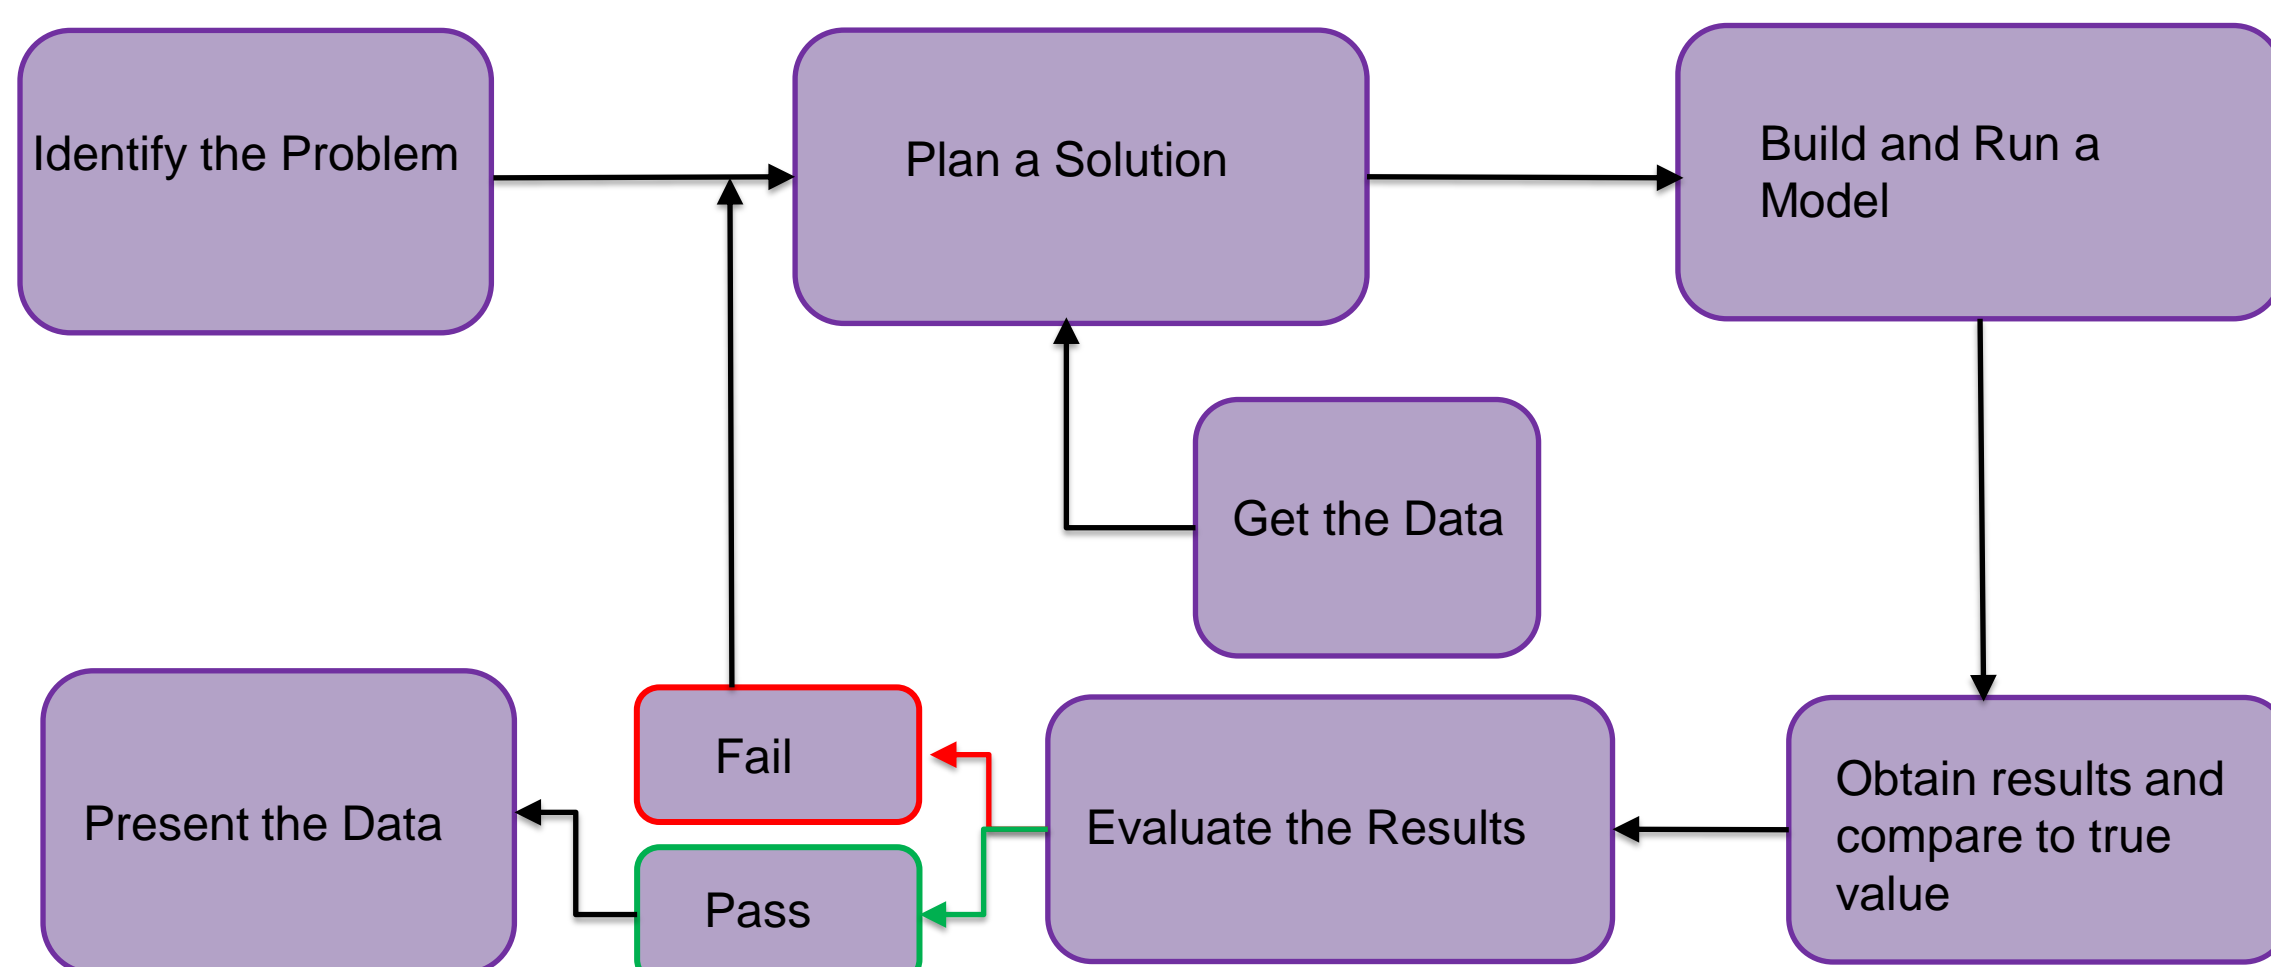 Identify the Problem
Plan a Solution
Build and Run a
Model
Get the Data
Present the Data
Fail
Pass
Evaluate the Results
Obtain results and
compare to true
value